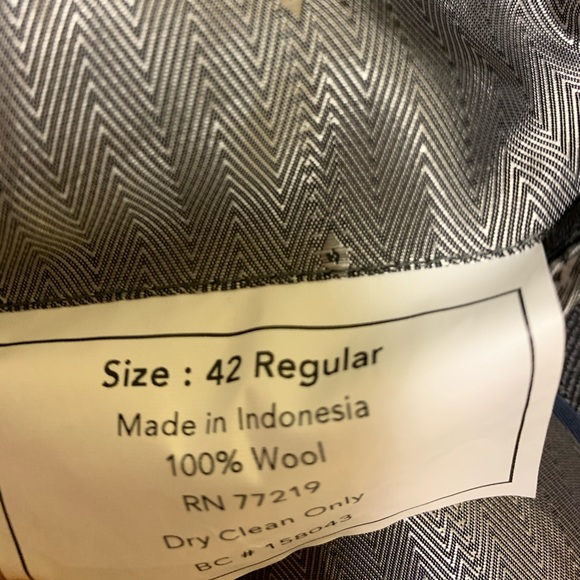 Size : 42 Regular
Made in Indonesia
100% Wool
RN 77219
Dry Clean Only
BC # 158043